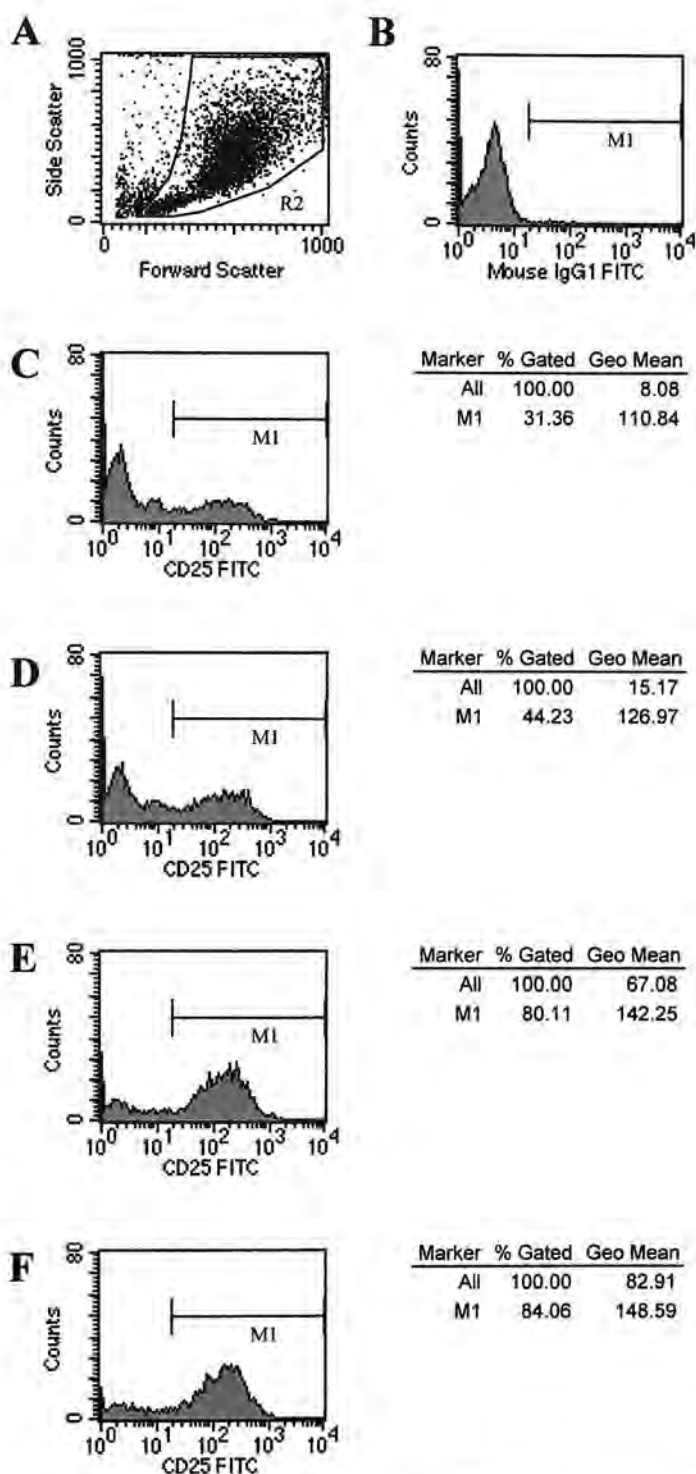 A
Side Scatter
1000
0
R2
0
1000
Forward Scatter
B
Counts
80
0
M1
10^0 10^1 10^2 10^3 10^4
Mouse IgG1 FITC
C
Counts
80
0
M1
10^0 10^1 10^2 10^3 10^4
CD25 FITC
Marker % Gated Geo Mean
All 100.00 8.08
M1 31.36 110.84
D
Counts
80
0
M1
10^0 10^1 10^2 10^3 10^4
CD25 FITC
Marker % Gated Geo Mean
All 100.00 15.17
M1 44.23 126.97
E
Counts
80
0
M1
10^0 10^1 10^2 10^3 10^4
CD25 FITC
Marker % Gated Geo Mean
All 100.00 67.08
M1 80.11 142.25
F
Counts
80
0
M1
10^0 10^1 10^2 10^3 10^4
CD25 FITC
Marker % Gated Geo Mean
All 100.00 82.91
M1 84.06 148.59